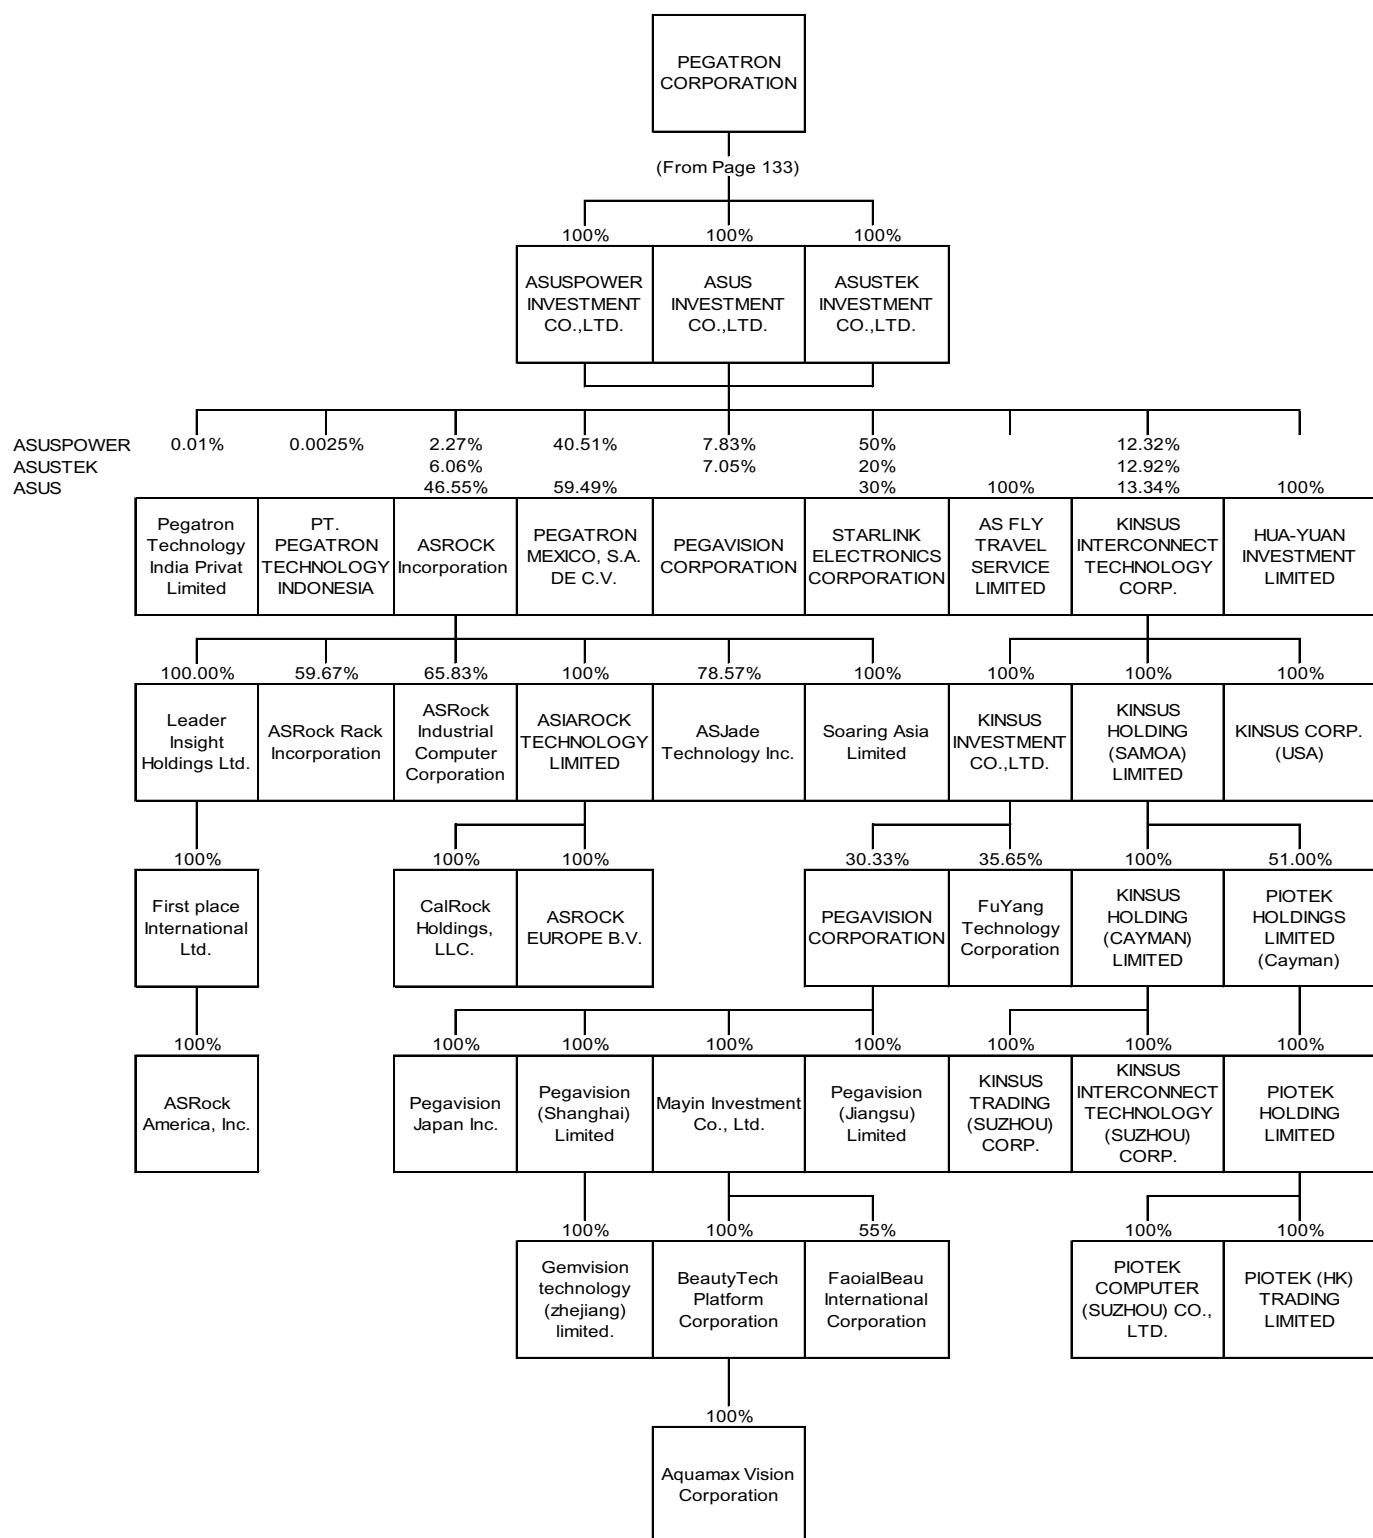 PEGATRON
CORPORATION
(From Page 133)
100% 100% 100%
ASUSPOWER
INVESTMENT
CO.,LTD.
ASUS
INVESTMENT
CO.,LTD.
ASUSTEK
INVESTMENT
CO.,LTD.
ASUSPOWER 0.01% 0.0025% 2.27% 40.51% 7.83% 50% 12.32%
ASUSTEK 6.06% 7.05% 20% 12.92%
ASUS 46.55% 59.49% 30% 100% 13.34% 100%
Pegatron
Technology
India Privat
Limited
PT.
PEGATRON
TECHNOLOGY
INDONESIA
ASROCK
Incorporation
PEGATRON
MEXICO, S.A.
DE C.V.
PEGAVISION
CORPORATION
STARLINK
ELECTRONICS
CORPORATION
AS FLY
TRAVEL
SERVICE
LIMITED
KINSUS
INTERCONNECT
TECHNOLOGY
CORP.
HUA-YUAN
INVESTMENT
LIMITED
100.00% 59.67% 65.83% 100% 78.57% 100% 100% 100% 100%
Leader
Insight
Holdings Ltd.
ASRock Rack
Incorporation
ASRock
Industrial
Computer
Corporation
ASIAROCK
TECHNOLOGY
LIMITED
ASJade
Technology Inc.
Soaring Asia
Limited
KINSUS
INVESTMENT
CO.,LTD.
KINSUS
HOLDING
(SAMOA)
LIMITED
KINSUS CORP.
(USA)
100% 100% 100% 30.33% 35.65% 100% 51.00%
First place
International
Ltd.
CalRock
Holdings,
LLC.
ASROCK
EUROPE B.V.
PEGAVISION
CORPORATION
FuYang
Technology
Corporation
KINSUS
HOLDING
(CAYMAN)
LIMITED
PIOTEK
HOLDINGS
LIMITED
(Cayman)
100% 100% 100% 100% 100% 100% 100% 100%
ASRock
America, Inc.
Pegavision
Japan Inc.
Pegavision
(Shanghai)
Limited
Mayin Investment
Co., Ltd.
Pegavision
(Jiangsu)
Limited
KINSUS
TRADING
(SUZHOU)
CORP.
KINSUS
INTERCONNECT
TECHNOLOGY
(SUZHOU)
CORP.
PIOTEK
HOLDING
LIMITED
100% 100% 55% 100% 100%
Gemvision
technology
(zhejiang)
limited.
BeautyTech
Platform
Corporation
FaoialBeau
International
Corporation
PIOTEK
COMPUTER
(SUZHOU) CO.,
LTD.
PIOTEK (HK)
TRADING
LIMITED
100%
Aquamax Vision
Corporation